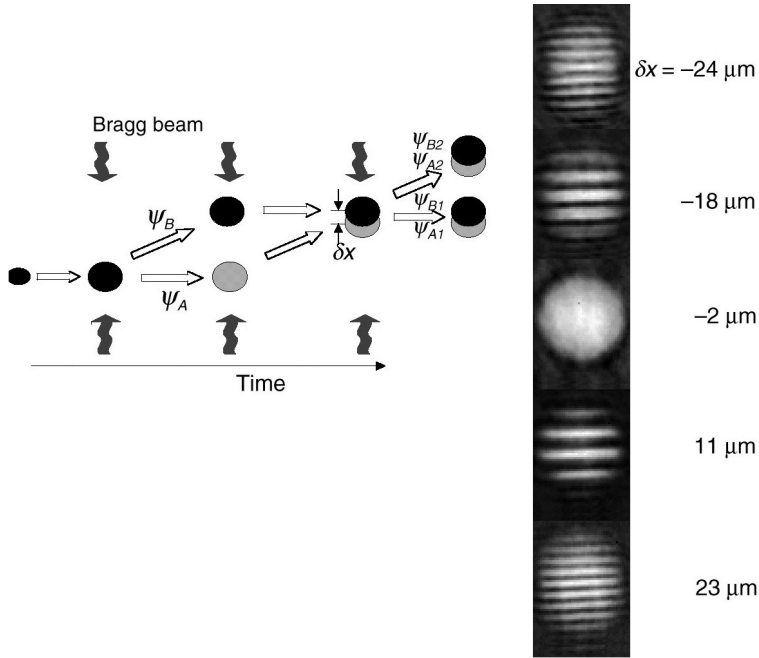 Bragg beam
ψB
ψA
δx
ψB2
ψA2
ψB1
ψA1
Time
δx = –24 μm
–18 μm
–2 μm
11 μm
23 μm